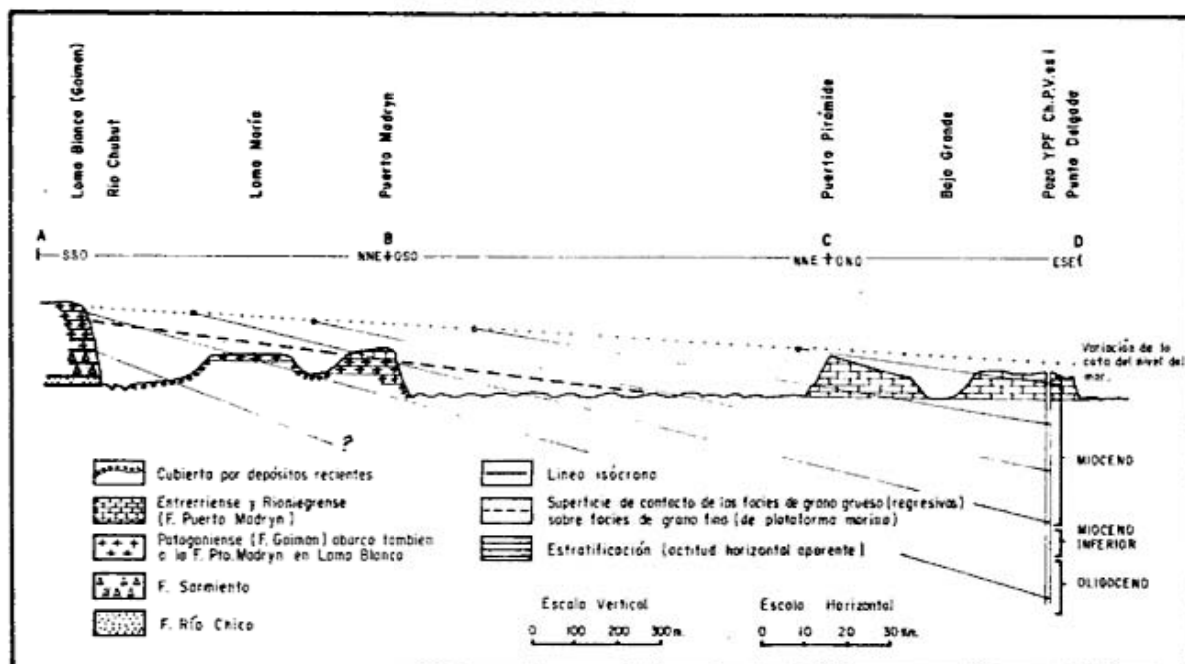 Loma Blanca (Gaiman)
Río Chubut
Loma María
Puerto Madryn
Puerto Pirámide
Bajo Grande
Pozo YPF Ch.P.V. es 1
Punta Delgada
A
B
C
D
SSO
NNE
OSO
NNE
ONO
ESE
Variación de la
cota del nivel del
mar.
?
MIOCENO
MIOCENO
INFERIOR
OLIGOCENO
Cubierta por depósitos recientes
Entrerriense y Rionegrense
(F. Puerto Madryn)
Patagoniense (F. Gaiman) abarca tambien
a la F. Pto. Madryn en Loma Blanca
F. Sarmiento
F. Río Chico
Línea isócrona
Superficie de contacto de las facies de grano grueso (regresivas)
sobre facies de grano fino (de plataforma marina)
Estratificación (actitud horizontal aparente)
Escala Vertical
0 100 200 300 m.
Escala Horizontal
0 10 20 30 Km.